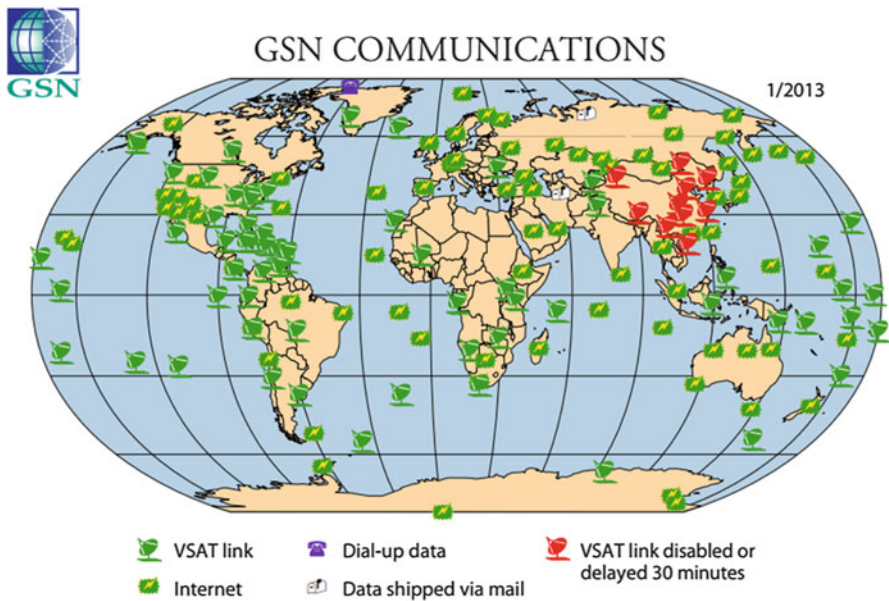 GSN COMMUNICATIONS
GSN
1/2013
VSAT link
Dial-up data
VSAT link disabled or
delayed 30 minutes
Internet
Data shipped via mail